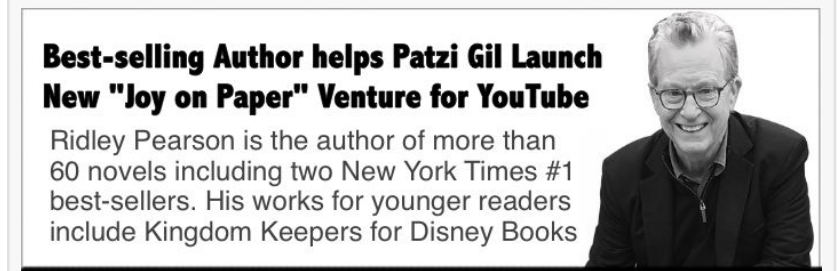 Best-selling Author helps Patzi Gil Launch
New "Joy on Paper" Venture for YouTube
Ridley Pearson is the author of more than
60 novels including two New York Times #1
best-sellers. His works for younger readers
include Kingdom Keepers for Disney Books